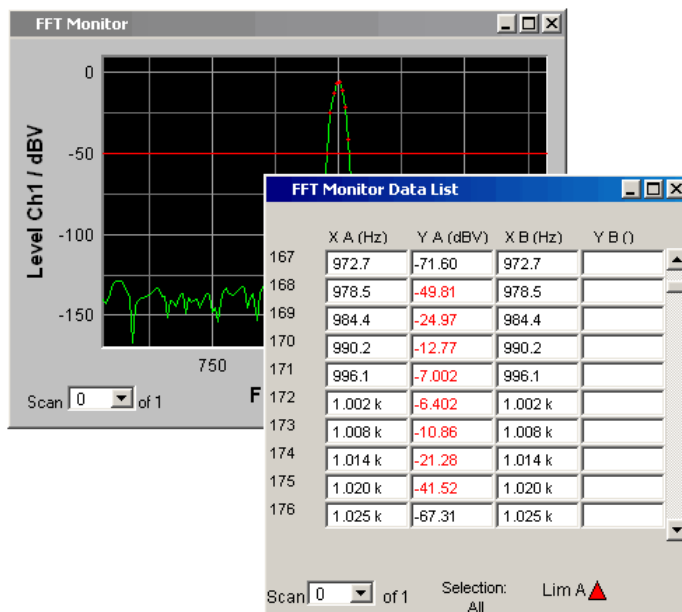 FFT Monitor
0
-50
-100
-150
Level Ch1 / dBV
750
Scan 0 of 1
F
FFT Monitor Data List
X A (Hz) Y A (dBV) X B (Hz) Y B ()
167 972.7 -71.60 972.7
168 978.5 -49.81 978.5
169 984.4 -24.97 984.4
170 990.2 -12.77 990.2
171 996.1 -7.002 996.1
172 1.002 k -6.402 1.002 k
173 1.008 k -10.86 1.008 k
174 1.014 k -21.28 1.014 k
175 1.020 k -41.52 1.020 k
176 1.025 k -67.31 1.025 k
Scan 0 of 1 Selection: All Lim A